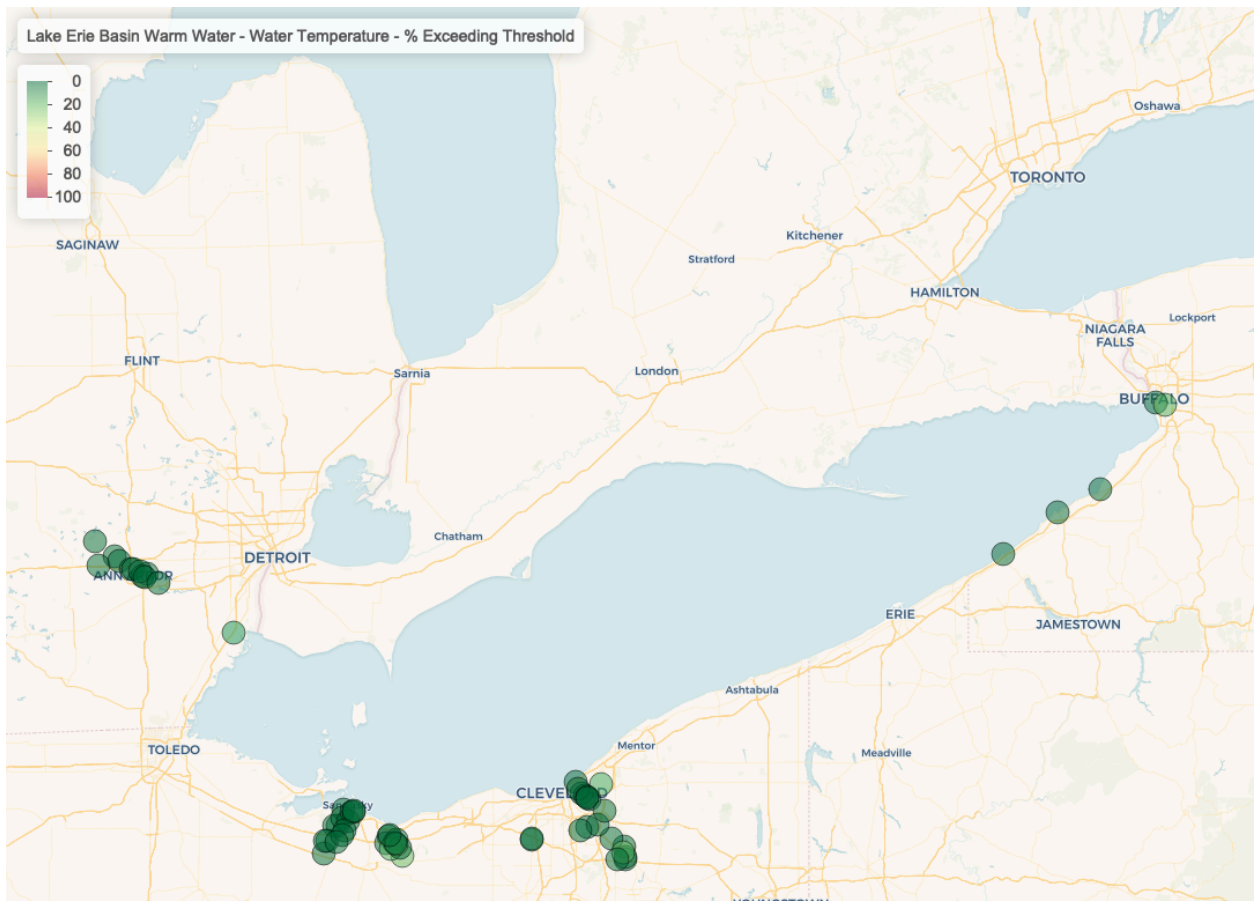 Lake Erie Basin Warm Water - Water Temperature - % Exceeding Threshold
0
20
40
60
80
100
Oshawa
TORONTO
SAGINAW
Kitchener
Stratford
HAMILTON
Lockport
NIAGARA
FALLS
FLINT
Sarnia
London
BUFFALO
Chatham
DETROIT
ERIE
JAMESTOWN
Ashtabula
Mentor
TOLEDO
Meadville